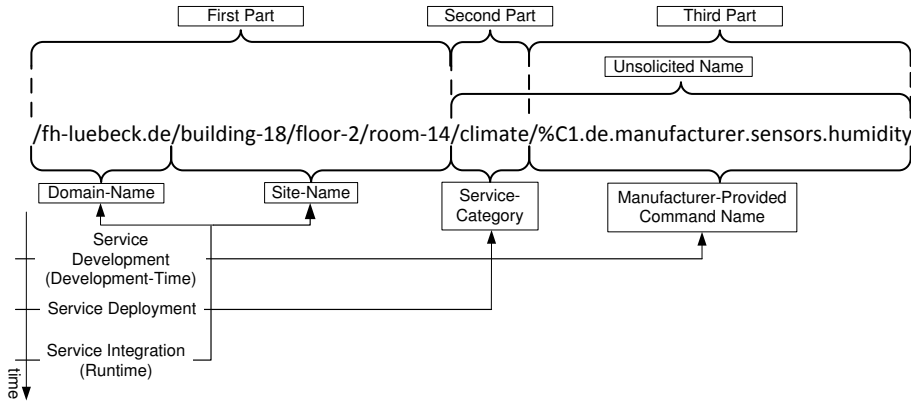 First Part
Second Part
Third Part
Unsolicited Name
/fh-luebeck.de/building-18/floor-2/room-14/climate/%C1.de.manufacturer.sensors.humidity
Domain-Name
Site-Name
Service-
Category
Manufacturer-Provided
Command Name
Service
Development
(Development-Time)
Service Deployment
Service Integration
(Runtime)
time